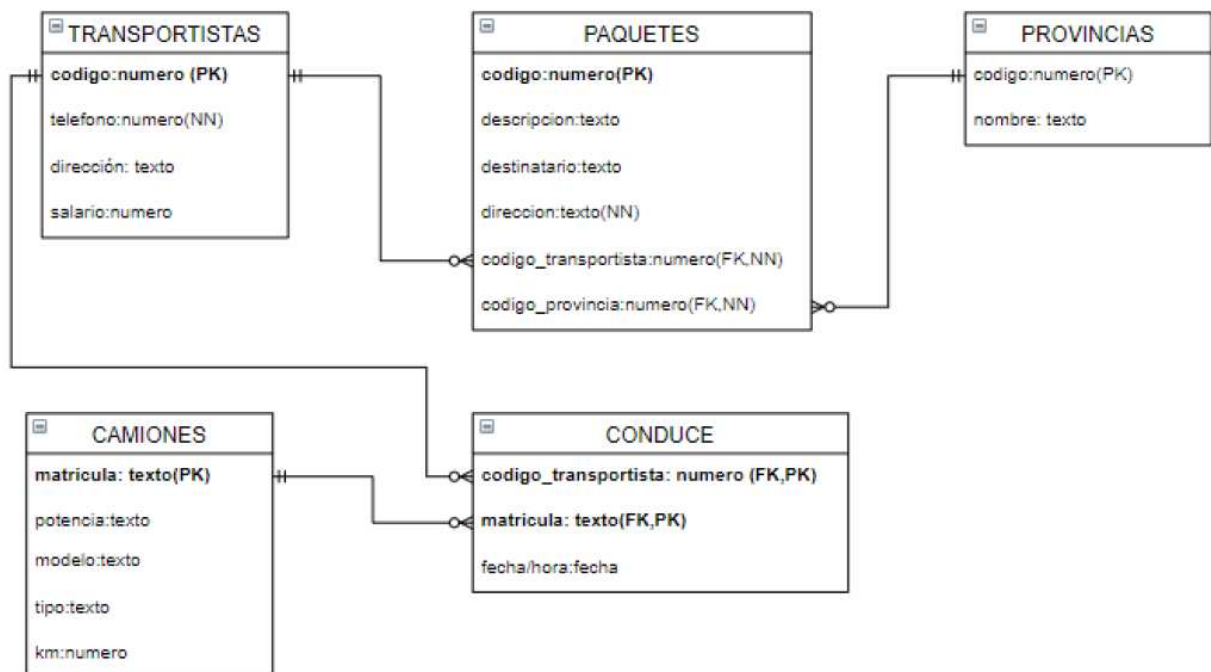 TRANSPORTISTAS
codigo:numero (PK)
telefono:numero(NN)
dirección: texto
salario:numero
PAQUETES
codigo:numero(PK)
descripcion:texto
destinatario:texto
direccion:texto(NN)
codigo_transportista:numero(FK,NN)
codigo_provincia:numero(FK,NN)
PROVINCIAS
codigo:numero(PK)
nombre: texto
CAMIONES
matricula: texto(PK)
potencia:texto
modelo:texto
tipo:texto
km:numero
CONDUCE
codigo_transportista: numero (FK,PK)
matricula: texto(FK,PK)
fecha/hora:fecha